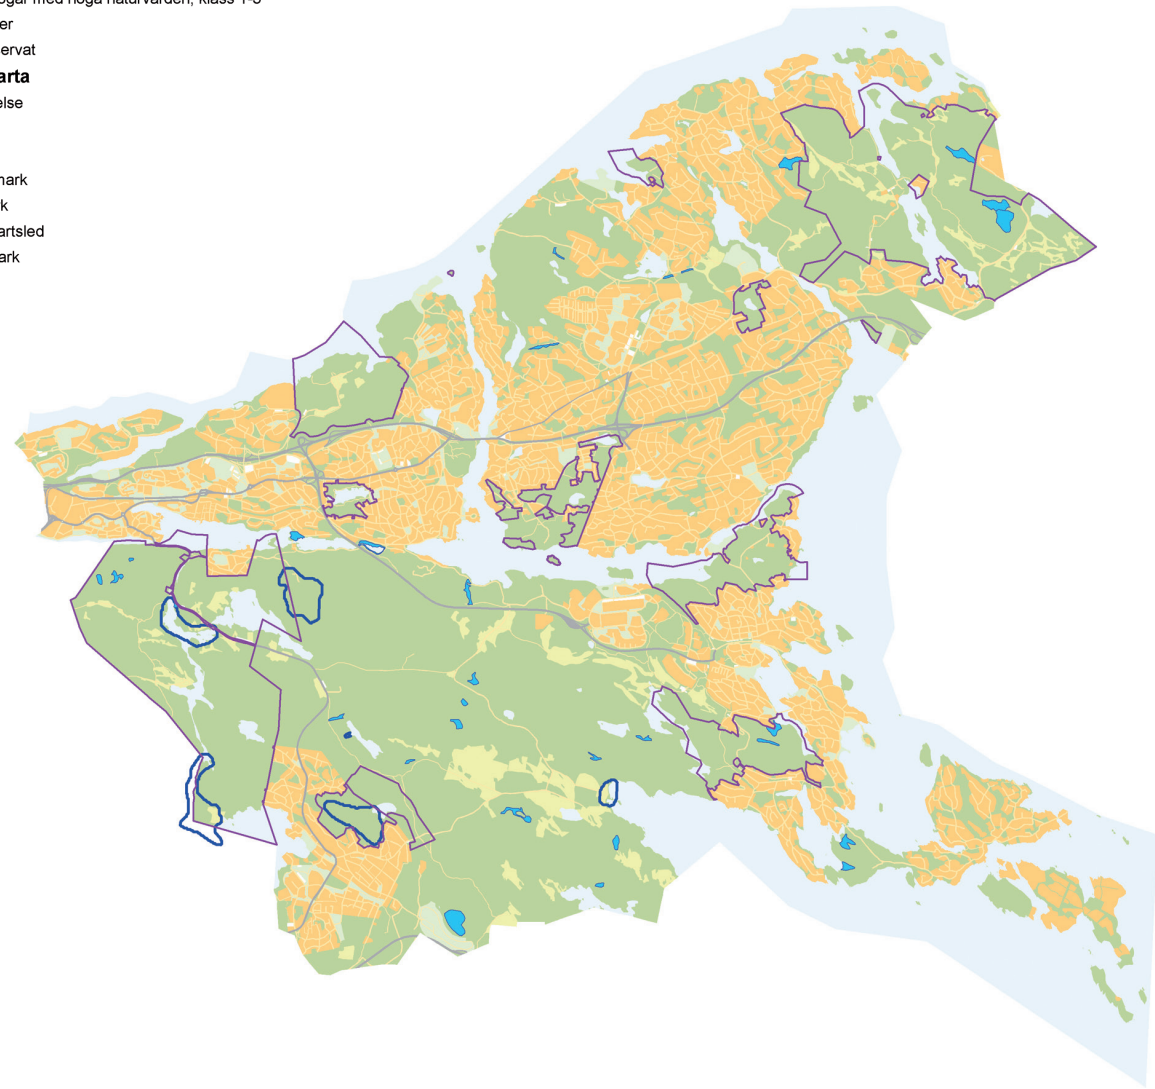 ogar med höga naturvärden, klass 1-3
er
ervat
arta
else
nark
k
artsled
ark